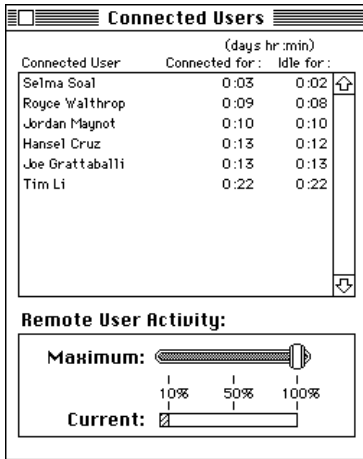 Connected Users
(days hr :min)
Connected User Connected for : Idle for :
Selma Soal 0 :03 0 :02
Royce Walthrop 0 :09 0 :08
Jordan Maynot 0 :10 0 :10
Hansel Cruz 0 :13 0 :12
Joe Grattaballi 0 :13 0 :13
Tim Li 0 :22 0 :22
Remote User Activity:
Maximum:
10% 50% 100%
Current: